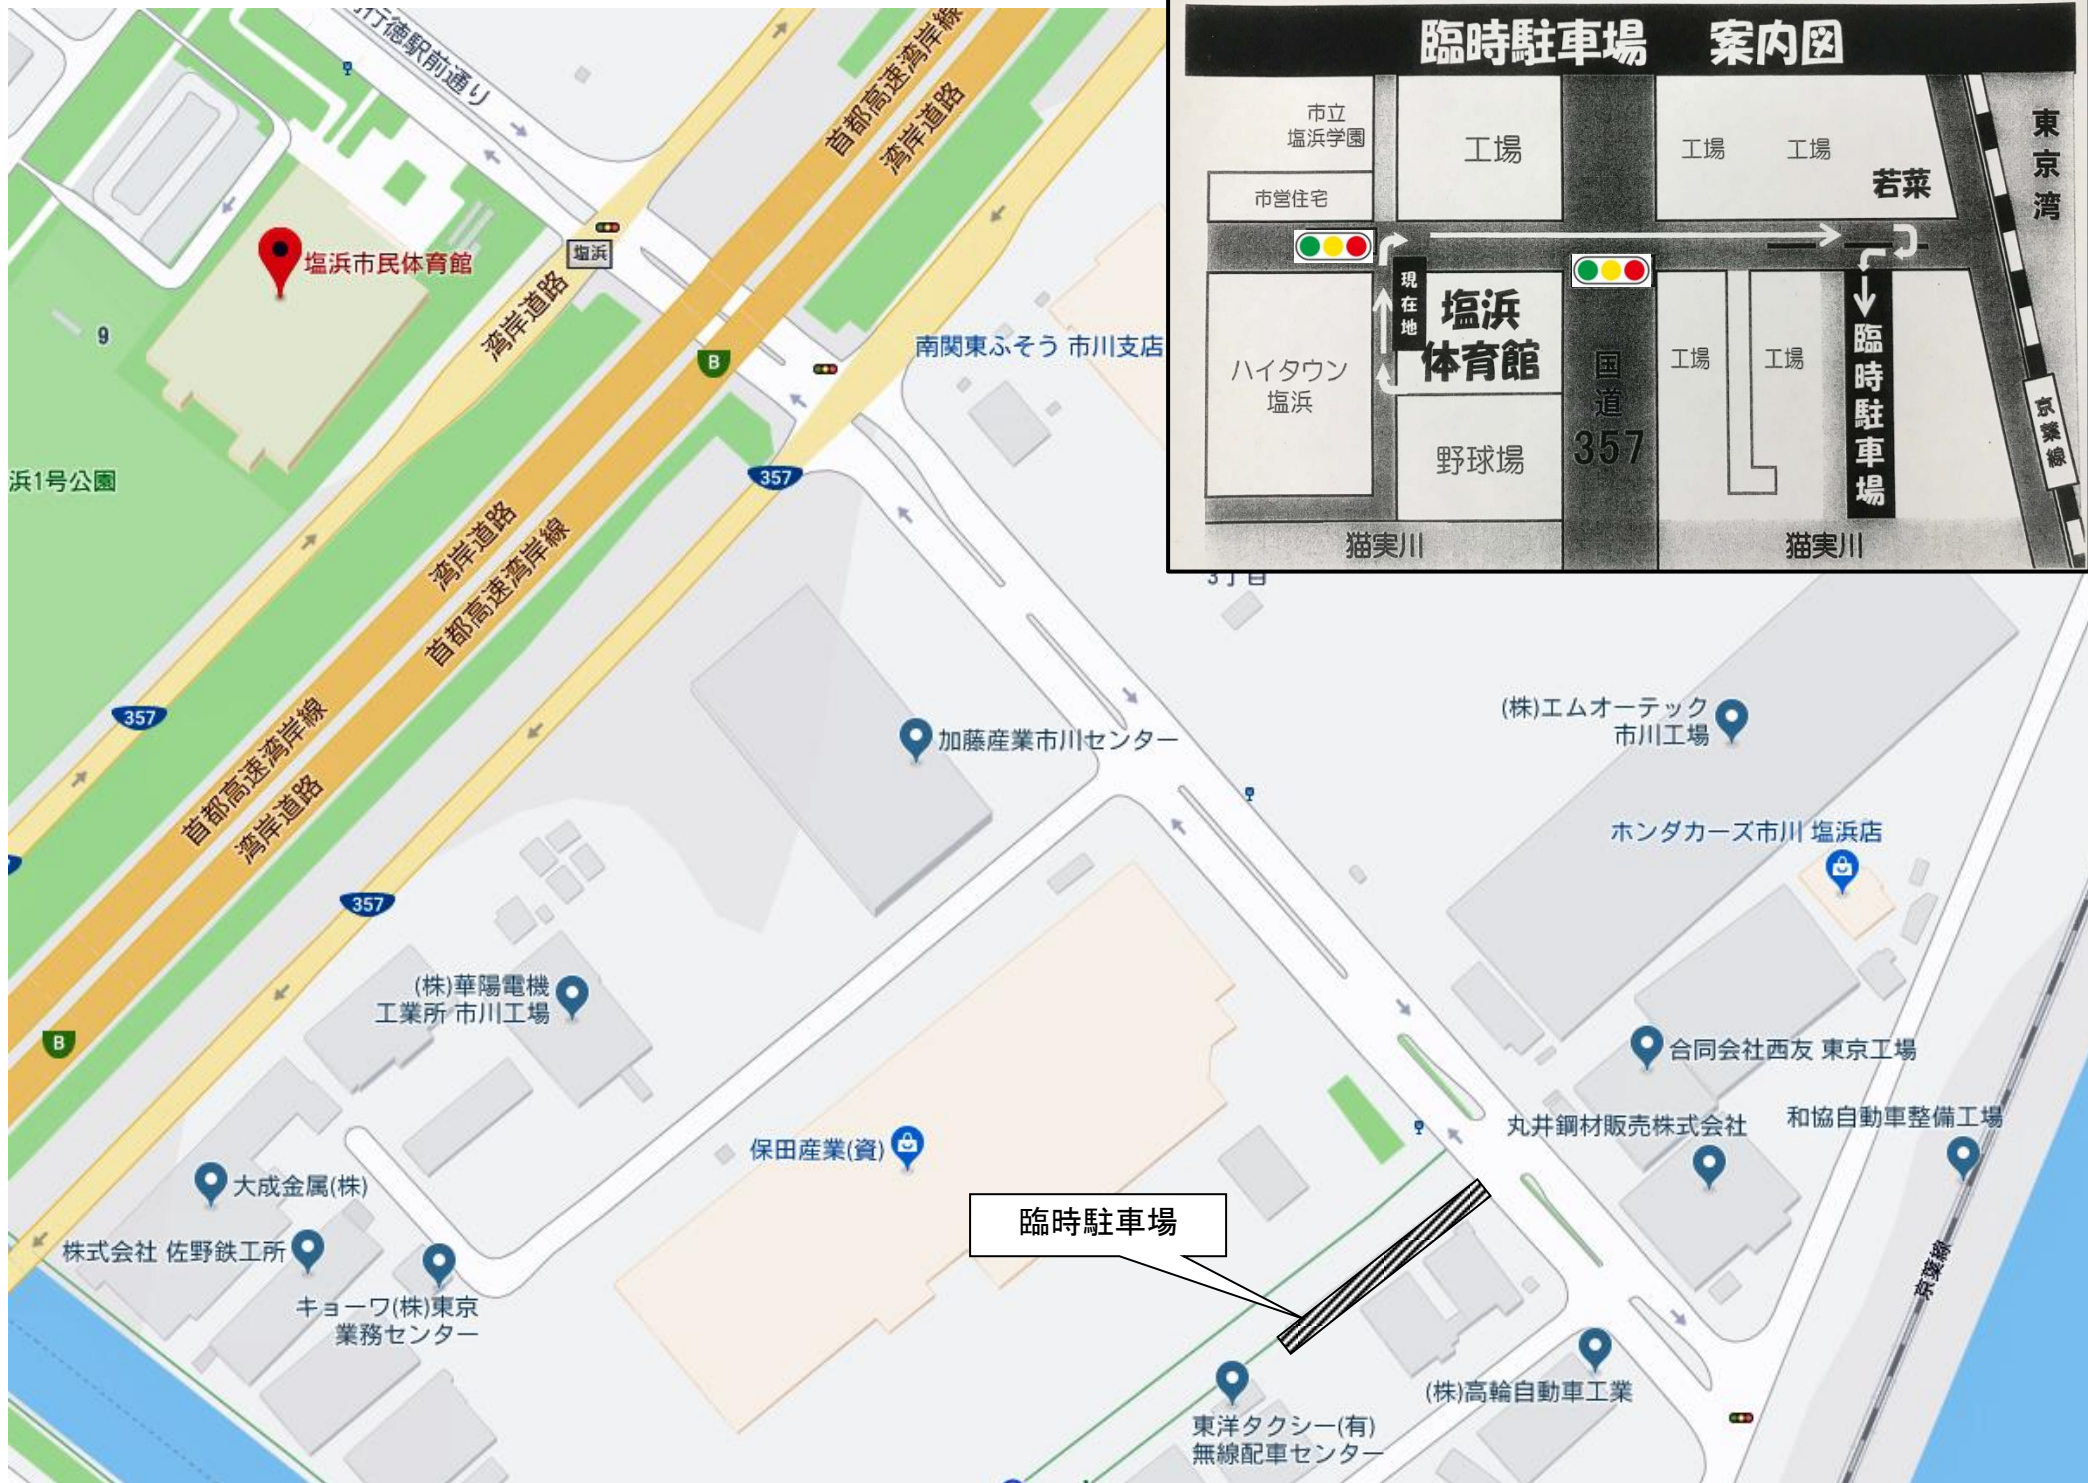 臨時駐車場 案内図
市立
塩浜学園
市営住宅
工場
工場
工場
若菜
東京湾
現在地
塩浜
体育館
ハイタウン
塩浜
野球場
国道
357
工場
工場
臨時駐車場
京葉線
猫実川
猫実川
行徳駅前通り
首都高速湾岸線
湾岸道路
塩浜市民体育館
塩浜
湾岸道路
9
B
南関東ふそう 市川支店
浜1号公園
357
湾岸道路
首都高速湾岸線
3丁目
357
首都高速湾岸線
湾岸道路
加藤産業市川センター
(株)エムオーテック
市川工場
ホンダカーズ市川 塩浜店
357
(株)華陽電機
工業所 市川工場
B
合同会社西友 東京工場
丸井鋼材販売株式会社
和協自動車整備工場
保田産業(資)
大成金属(株)
臨時駐車場
株式会社 佐野鉄工所
京葉線
キョーワ(株)東京
業務センター
(株)高輪自動車工業
東洋タクシー(有)
無線配車センター